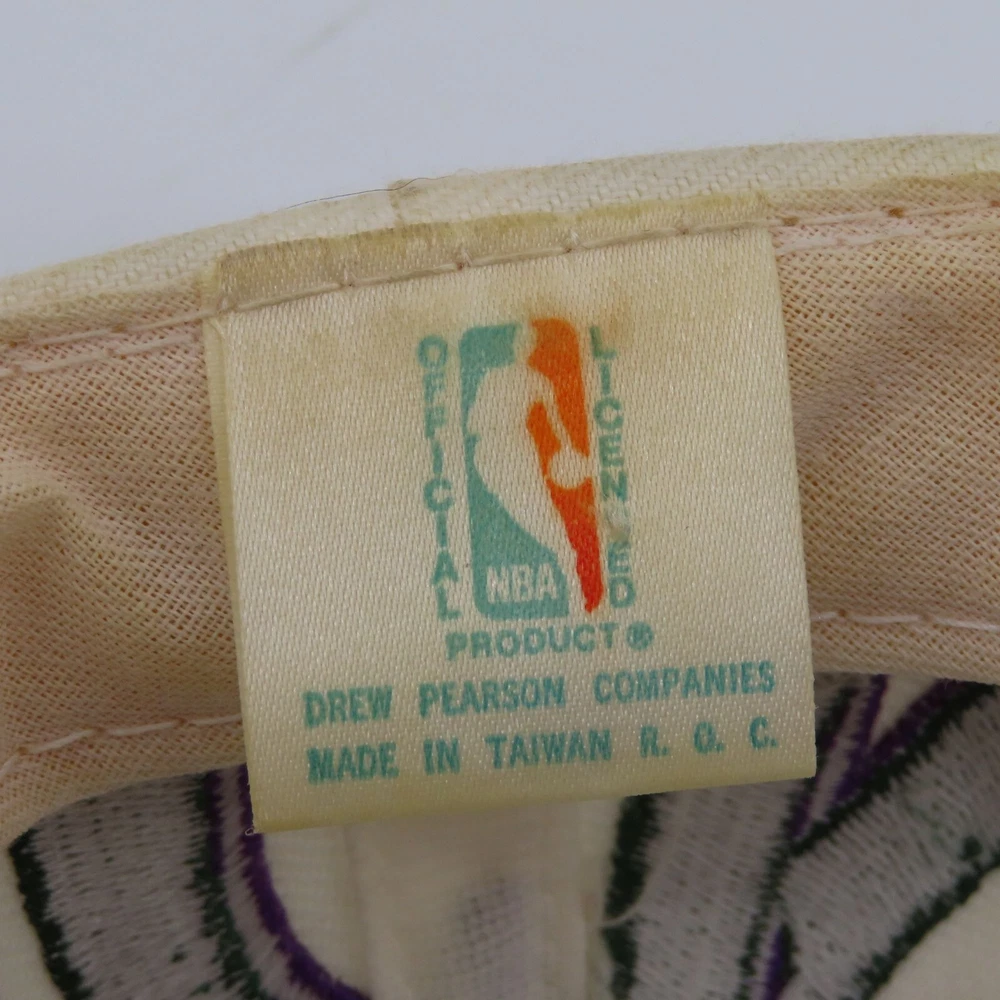 OFFICIAL
LICENSED
NBA
PRODUCT®
DREW PEARSON COMPANIES
MADE IN TAIWAN R. O. C.